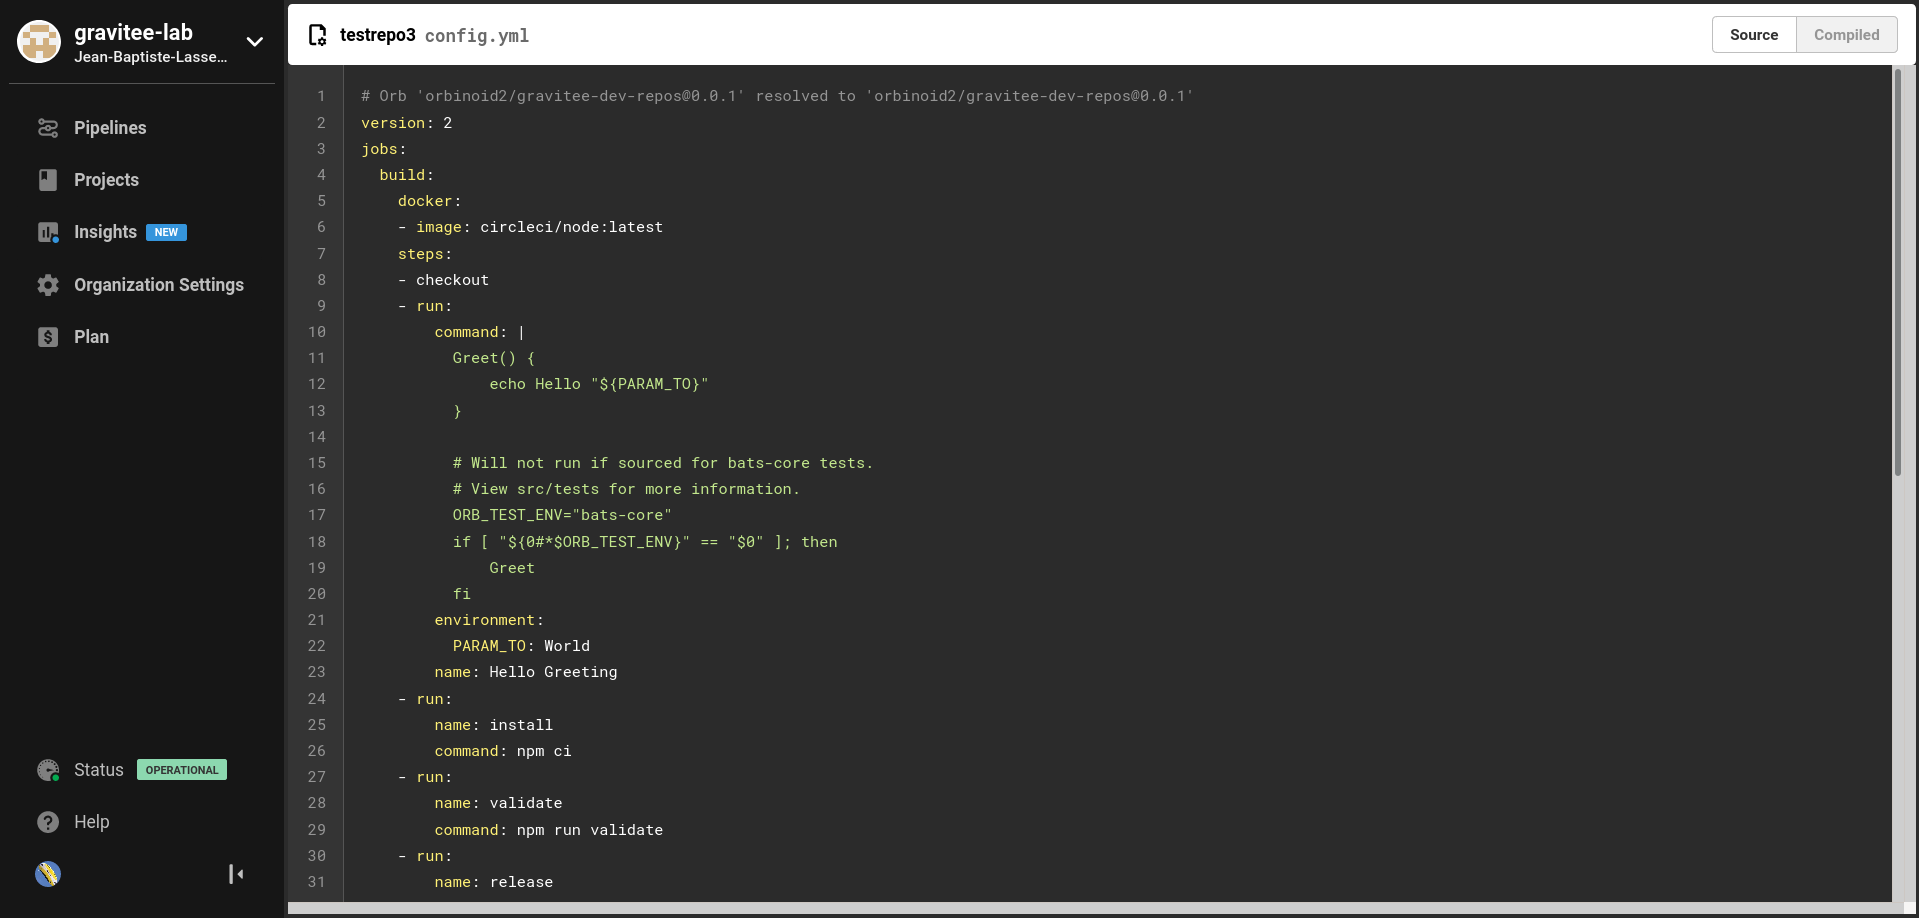 gravitee-lab
Jean-Baptiste-Lasse...
Pipelines
Projects
Insights NEW
Organization Settings
Plan
Status OPERATIONAL
Help
testrepo3 config.yml
Source Compiled
1 # Orb 'orbinoid2/gravitee-dev-repos@0.0.1' resolved to 'orbinoid2/gravitee-dev-repos@0.0.1'
2 version: 2
3 jobs:
4 build:
5 docker:
6 - image: circleci/node:latest
7 steps:
8 - checkout
9 - run:
10 command: |
11 Greet() {
12 echo Hello "${PARAM_TO}"
13 }
14
15 # Will not run if sourced for bats-core tests.
16 # View src/tests for more information.
17 ORB_TEST_ENV="bats-core"
18 if [ "${0#*$ORB_TEST_ENV}" == "$0" ]; then
19 Greet
20 fi
21 environment:
22 PARAM_TO: World
23 name: Hello Greeting
24 - run:
25 name: install
26 command: npm ci
27 - run:
28 name: validate
29 command: npm run validate
30 - run:
31 name: release